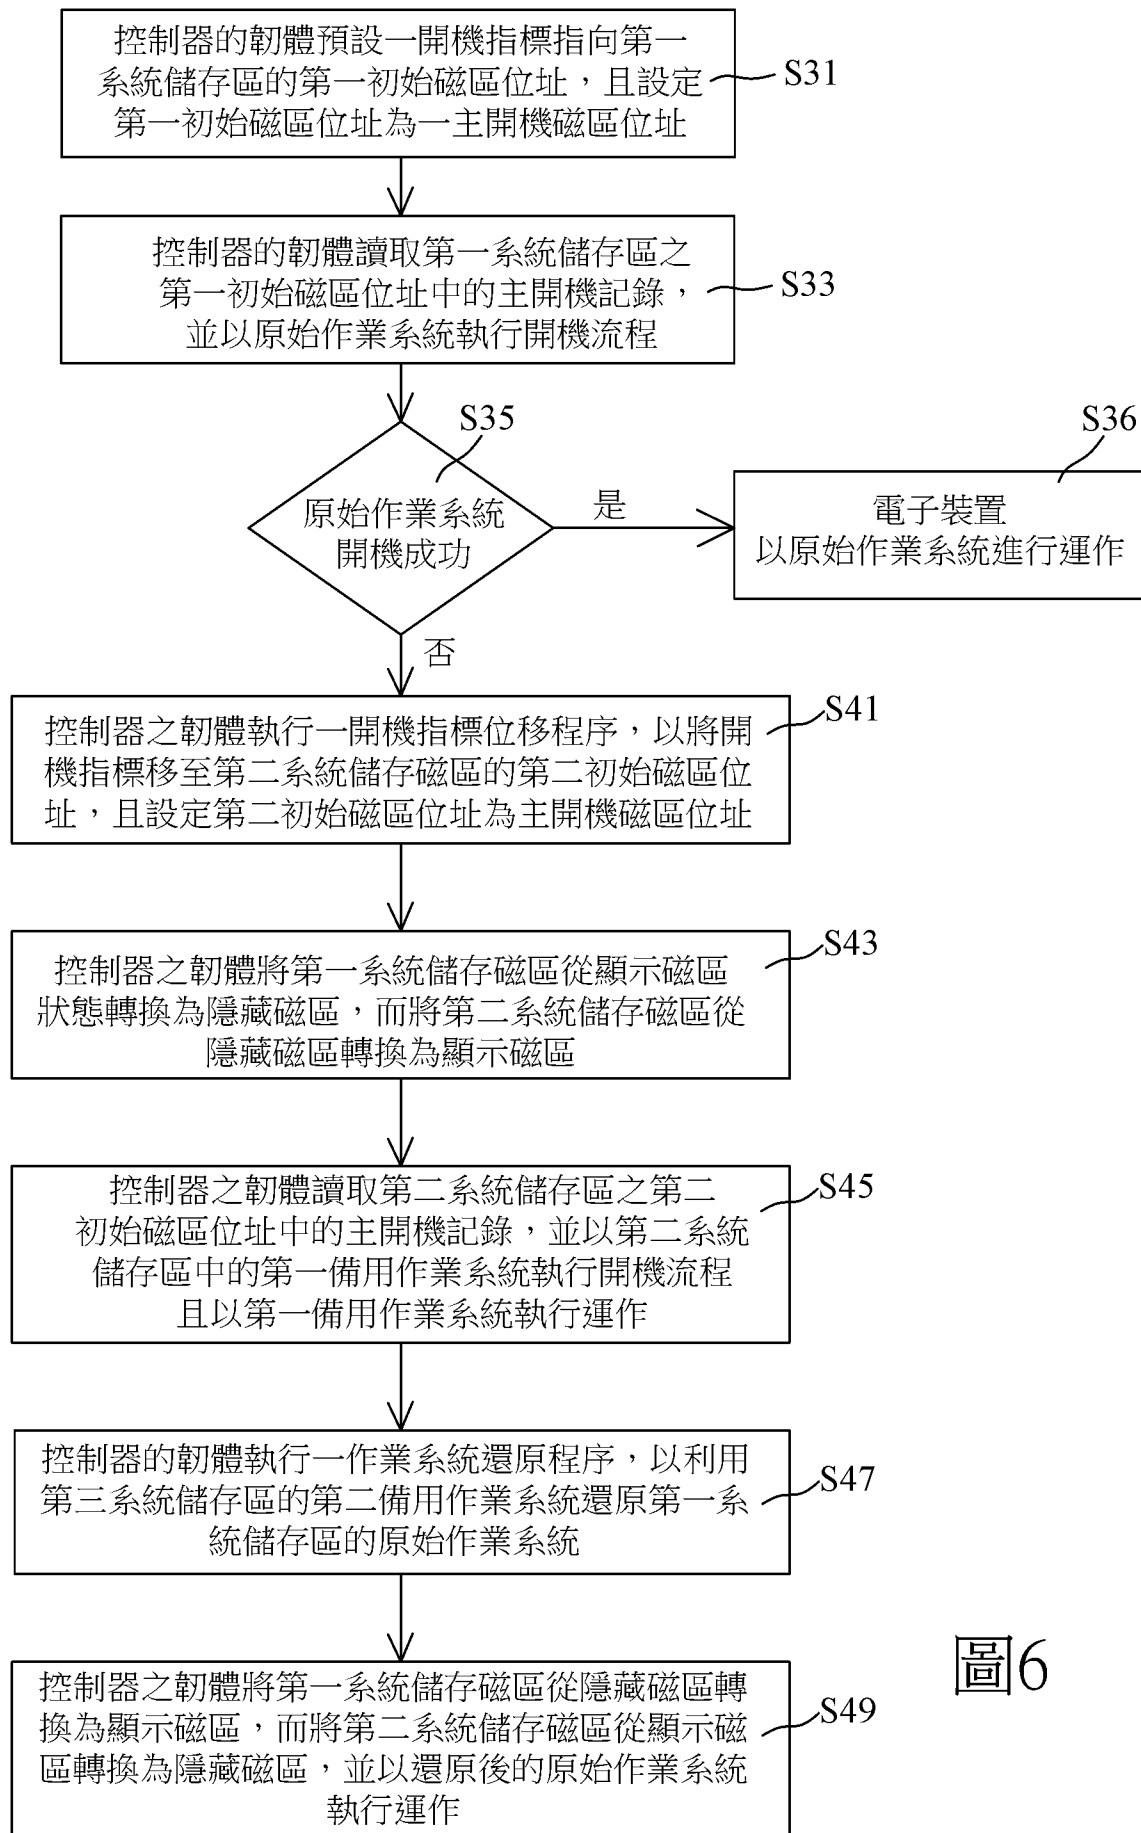 控制器的韌體預設一開機指標指向第一
系統儲存區的第一初始磁區位址，且設定
第一初始磁區位址為一主開機磁區位址
S31
控制器的韌體讀取第一系統儲存區之
第一初始磁區位址中的主開機記錄，
並以原始作業系統執行開機流程
S33
S35
原始作業系統
開機成功
是
S36
電子裝置
以原始作業系統進行運作
否
控制器之韌體執行一開機指標位移程序，以將開
機指標移至第二系統儲存磁區的第二初始磁區位
址，且設定第二初始磁區位址為主開機磁區位址
S41
控制器之韌體將第一系統儲存磁區從顯示磁區
狀態轉換為隱藏磁區，而將第二系統儲存磁區從
隱藏磁區轉換為顯示磁區
S43
控制器之韌體讀取第二系統儲存區之第二
初始磁區位址中的主開機記錄，並以第二系統
儲存區中的第一備用作業系統執行開機流程
且以第一備用作業系統執行運作
S45
控制器的韌體執行一作業系統還原程序，以利用
第三系統儲存區的第二備用作業系統還原第一系
統儲存區的原始作業系統
S47
控制器之韌體將第一系統儲存磁區從隱藏磁區轉
換為顯示磁區，而將第二系統儲存磁區從顯示磁
區轉換為隱藏磁區，並以還原後的原始作業系統
執行運作
S49
圖6